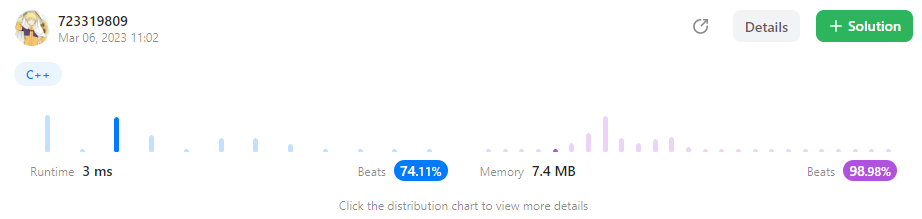 723319809
Mar 06, 2023 11:02
Details
+ Solution
C++
Runtime 3 ms Beats 74.11% Memory 7.4 MB Beats 98.98%
Click the distribution chart to view more details